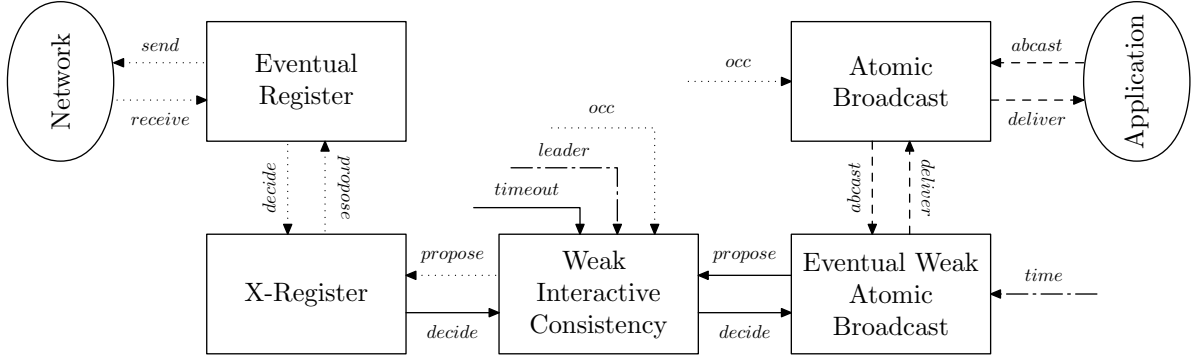 Network
send
receive
Eventual
Register
occ
Atomic
Broadcast
abcast
deliver
Application
decide
propose
occ
leader
timeout
abcast
deliver
X-Register
propose
decide
Weak
Interactive
Consistency
propose
decide
Eventual Weak
Atomic
Broadcast
time